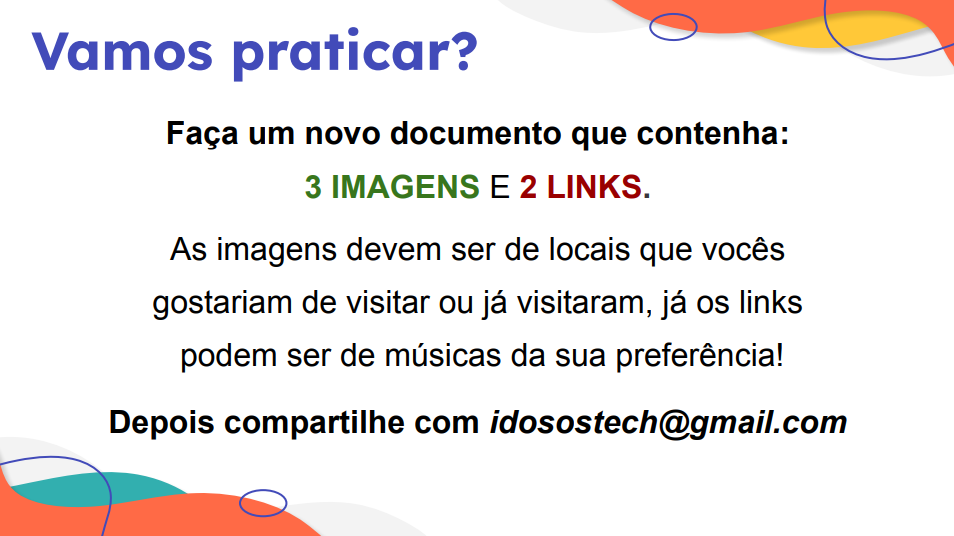 Vamos praticar?
Faça um novo documento que contenha:
3 IMAGENS E 2 LINKS.
As imagens devem ser de locais que vocês
gostariam de visitar ou já visitaram, já os links
podem ser de músicas da sua preferência!
Depois compartilhe com idosostech@gmail.com